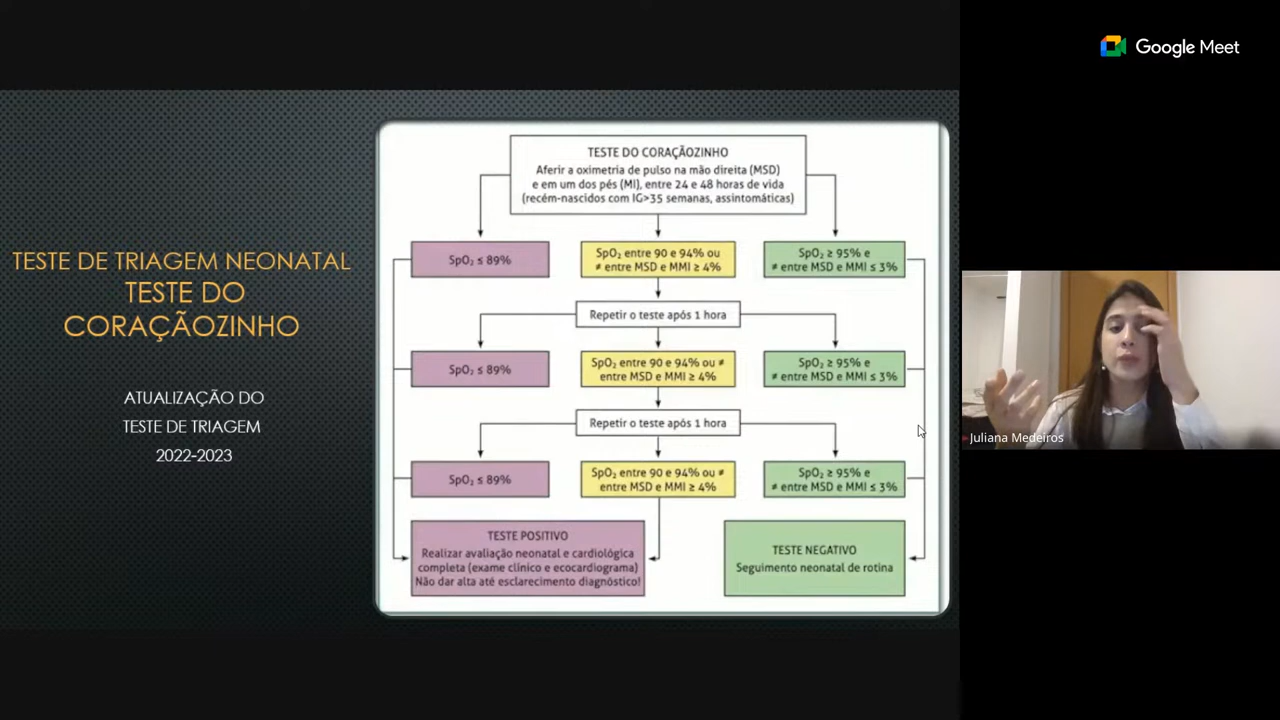 Google Meet
TESTE DE TRIAGEM NEONATAL
TESTE DO
CORAÇÃOZINHO
ATUALIZAÇÃO DO
TESTE DE TRIAGEM
2022-2023
TESTE DO CORAÇÃOZINHO
Aferir a oximetria de pulso na mão direita (MSD)
e em um dos pés (MI), entre 24 e 48 horas de vida
(recém-nascidos com IG>35 semanas, assintomáticas)
SpO₂ ≤ 89%
SpO₂ entre 90 e 94% ou
≠ entre MSD e MMI ≥ 4%
SpO₂ ≥ 95% e
≠ entre MSD e MMI ≤ 3%
Repetir o teste após 1 hora
SpO₂ ≤ 89%
SpO₂ entre 90 e 94% ou ≠
entre MSD e MMI ≥ 4%
SpO₂ ≥ 95% e
≠ entre MSD e MMI ≤ 3%
Repetir o teste após 1 hora
SpO₂ ≤ 89%
SpO₂ entre 90 e 94% ou ≠
entre MSD e MMI ≥ 4%
SpO₂ ≥ 95% e
≠ entre MSD e MMI ≤ 3%
TESTE POSITIVO
Realizar avaliação neonatal e cardiológica
completa (exame clínico e ecocardiograma)
Não dar alta até esclarecimento diagnóstico!
TESTE NEGATIVO
Seguimento neonatal de rotina
Juliana Medeiros